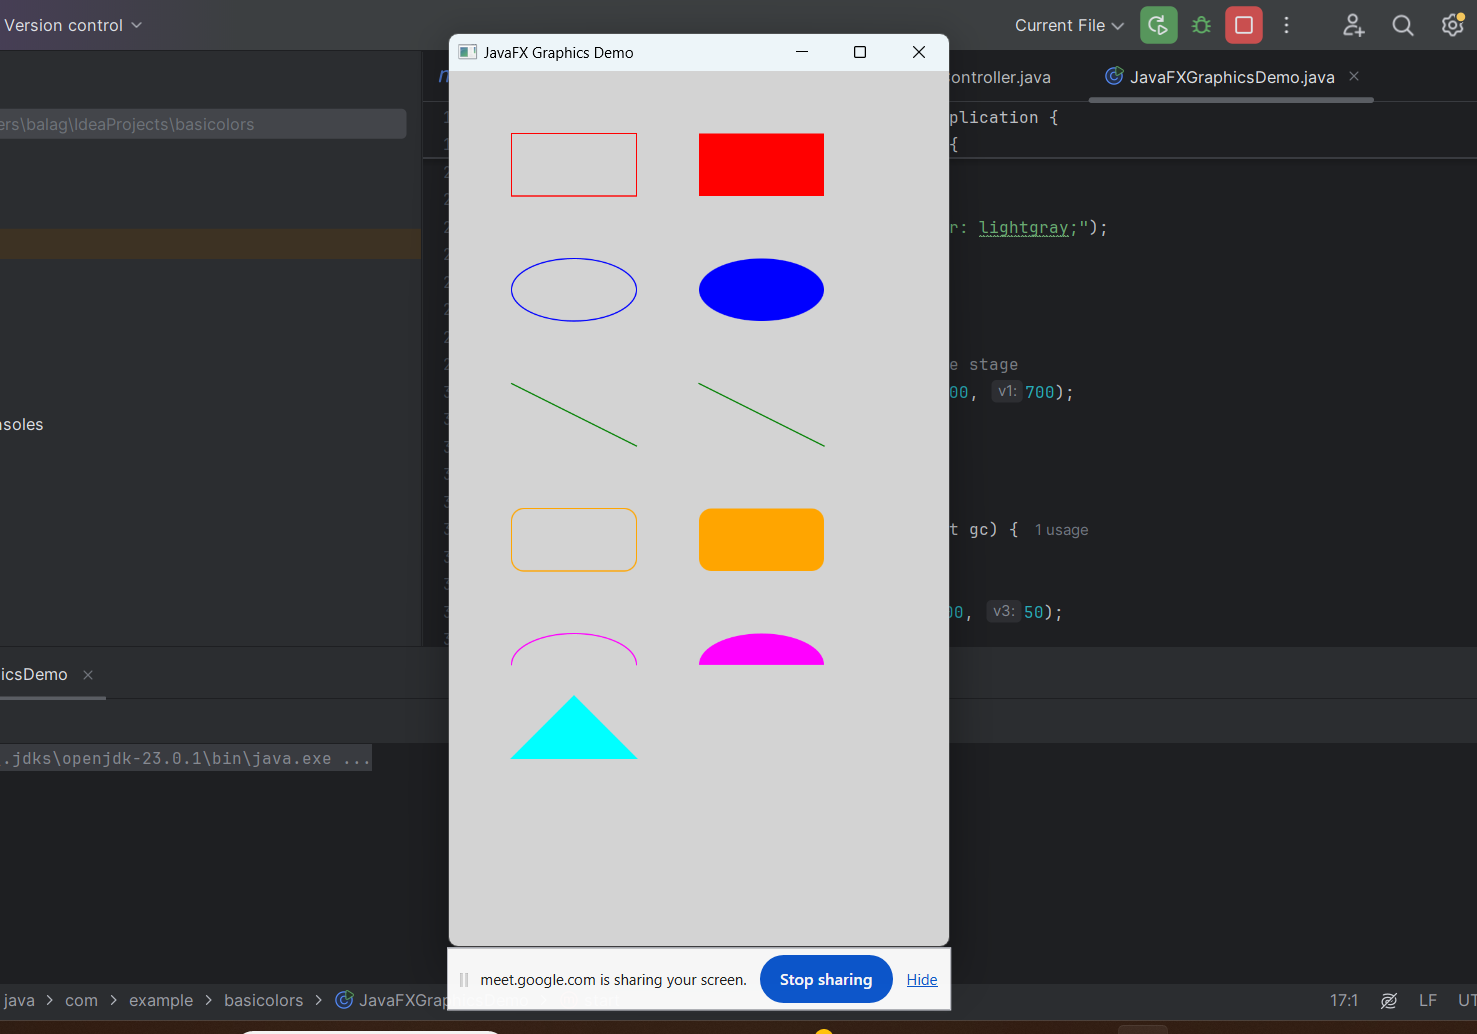 Version control
Current File
JavaFX Graphics Demo
ontroller.java
JavaFXGraphicsDemo.java
ers\balag\IdeaProjects\basicolors
plication {
{
r: lightgray;");
e stage
00, v1: 700);
nsoles
t gc) { 1 usage
00, v3: 50);
icsDemo
.jdks\openjdk-23.0.1\bin\java.exe ...
meet.google.com is sharing your screen.
Stop sharing
Hide
java > com > example > basicolors > JavaFXGrap
17:1
LF
UT